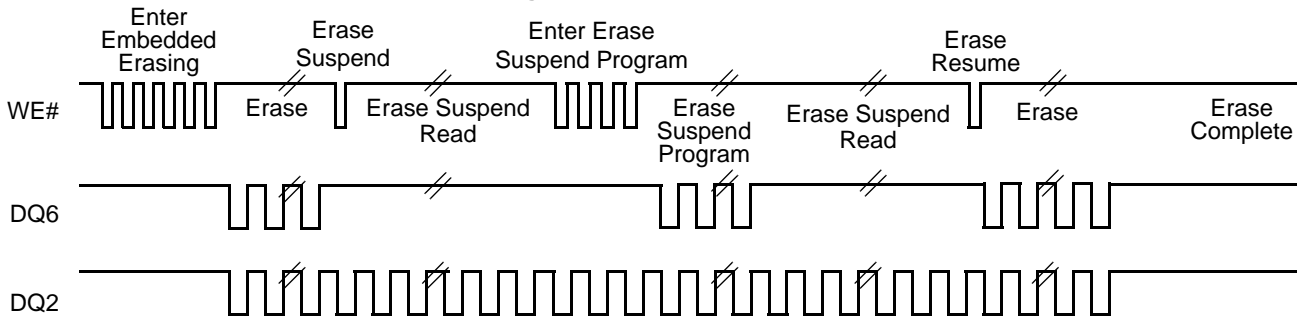 Enter
Embedded
Erasing
Erase
Suspend
Enter Erase
Suspend Program
Erase
Resume
WE#
Erase
Erase Suspend
Read
Erase
Suspend
Program
Erase Suspend
Read
Erase
Erase
Complete
DQ6
DQ2